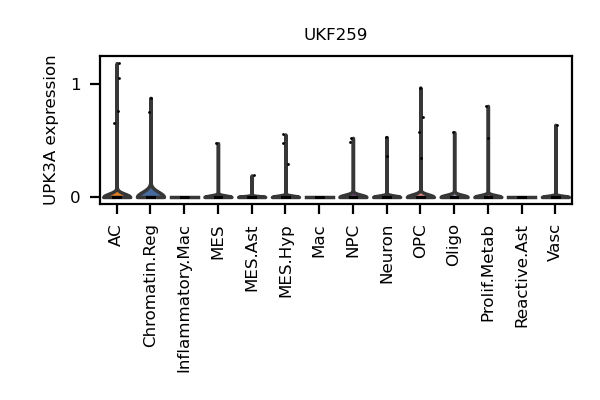 UKF259
UPK3A expression
1
0
AC
Chromatin.Reg
Inflammatory.Mac
MES
MES.Ast
MES.Hyp
Mac
NPC
Neuron
OPC
Oligo
Prolif.Metab
Reactive.Ast
Vasc